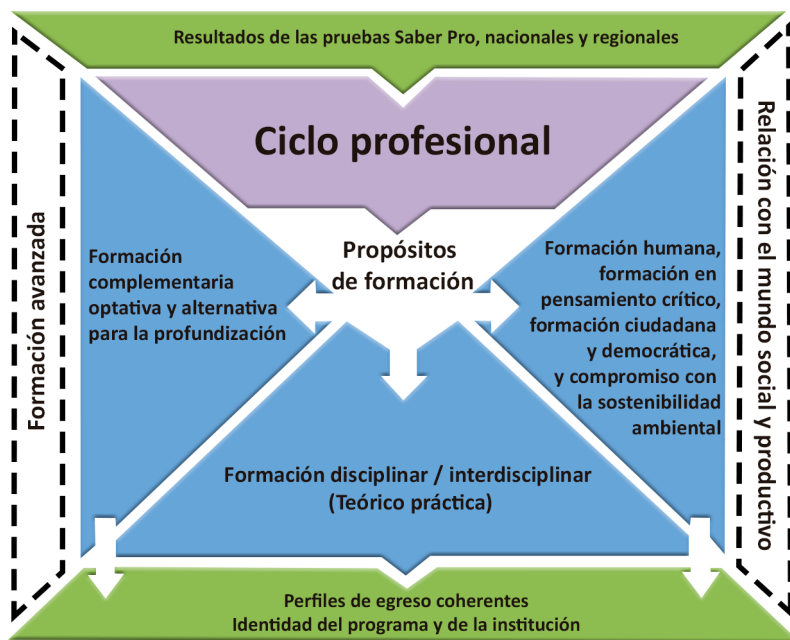 Resultados de las pruebas Saber Pro, nacionales y regionales
Ciclo profesional
Propósitos
de formación
Formación avanzada
Formación
complementaria
optativa y alternativa
para la profundización
Formación humana,
formación en
pensamiento crítico,
formación ciudadana
y democrática,
y compromiso con
la sostenibilidad
ambiental
Relación con el mundo social y productivo
Formación disciplinar / interdisciplinar
(Teórico práctica)
Perfiles de egreso coherentes
Identidad del programa y de la institución